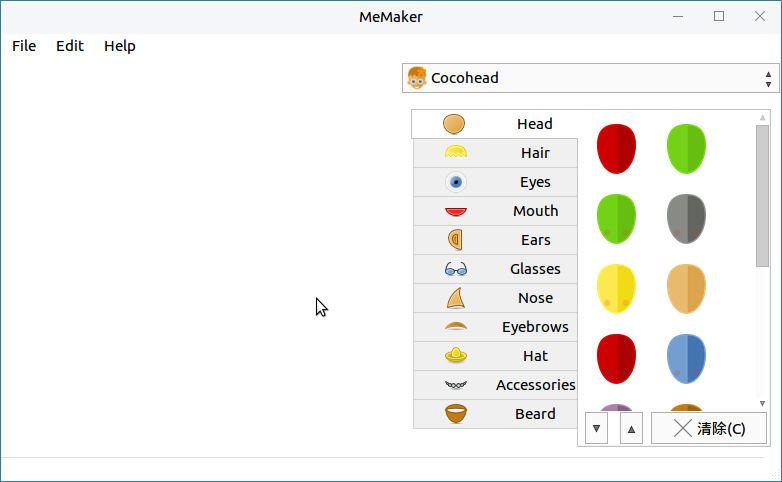 MeMaker
File Edit Help
Cocohead
Head
Hair
Eyes
Mouth
Ears
Glasses
Nose
Eyebrows
Hat
Accessories
Beard
清除(C)